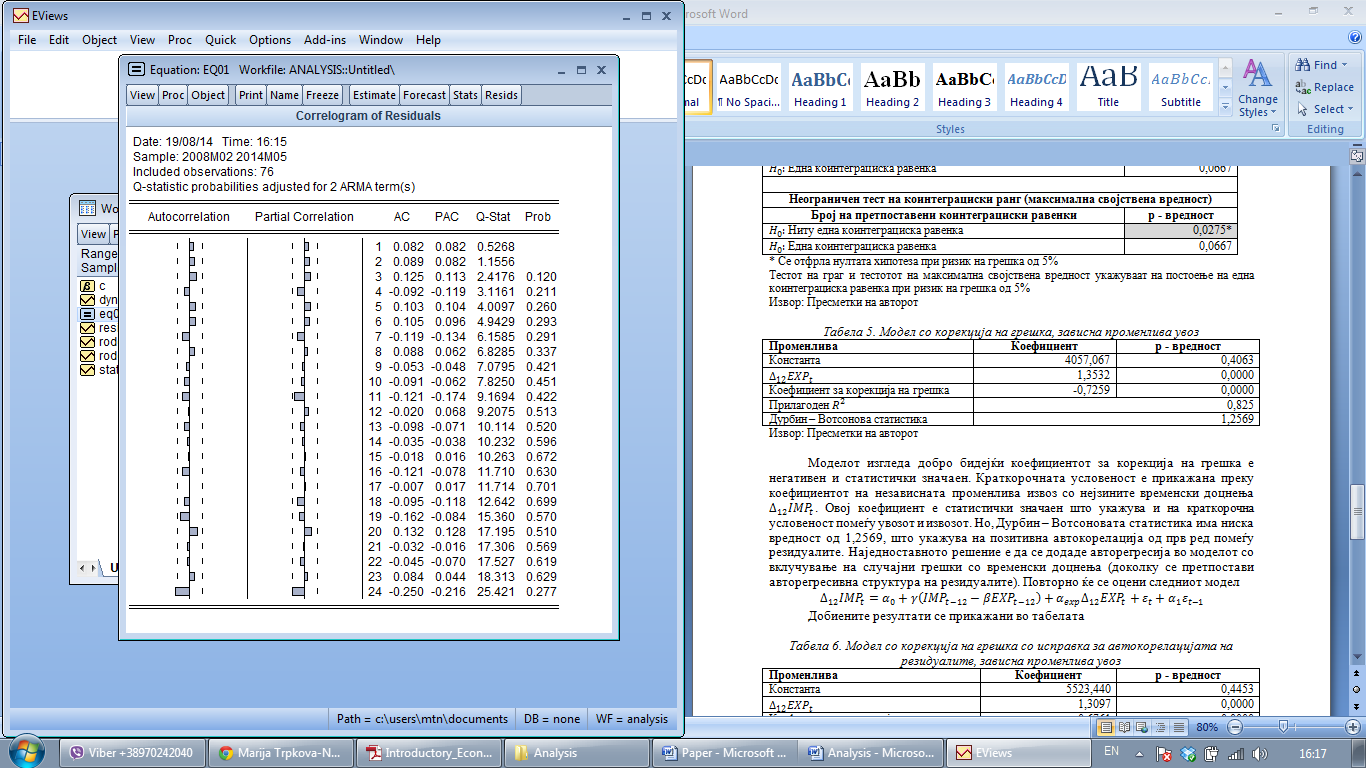 EViews
File Edit Object View Proc Quick Options Add-ins Window Help
Equation: EQ01 Workfile: ANALYSIS::Untitled\
View Proc Object Print Name Freeze Estimate Forecast Stats Resids
Correlogram of Residuals
Date: 19/08/14 Time: 16:15
Sample: 2008M02 2014M05
Included observations: 76
Q-statistic probabilities adjusted for 2 ARMA term(s)
Autocorrelation Partial Correlation AC PAC Q-Stat Prob
1 0.082 0.082 0.5268
2 0.089 0.082 1.1556
3 0.125 0.113 2.4176 0.120
4 -0.092 -0.119 3.1161 0.211
5 0.103 0.104 4.0097 0.260
6 0.105 0.096 4.9429 0.293
7 -0.119 -0.134 6.1585 0.291
8 0.088 0.062 6.8285 0.337
9 -0.053 -0.048 7.0795 0.421
10 -0.091 -0.062 7.8250 0.451
11 -0.121 -0.174 9.1694 0.422
12 -0.020 0.068 9.2075 0.513
13 -0.098 -0.071 10.114 0.520
14 -0.035 -0.038 10.232 0.596
15 -0.018 0.016 10.263 0.672
16 -0.121 -0.078 11.710 0.630
17 -0.007 0.017 11.714 0.701
18 -0.095 -0.118 12.642 0.699
19 -0.162 -0.084 15.360 0.570
20 0.132 0.128 17.195 0.510
21 -0.032 -0.016 17.306 0.569
22 -0.045 -0.070 17.527 0.619
23 0.084 0.044 18.313 0.629
24 -0.250 -0.216 25.421 0.277
Wo
View P
Range
Sampl
c
dyn
eq0
res
rod
rod
stat
U
Path = c:\users\mtn\documents DB = none WF = analysis
rosoft Word
AaBbCcDc AaBbC AaBb AaBbC AaBbCcD AaB AaBbCc.
mal ¶ No Spaci... Heading 1 Heading 2 Heading 3 Heading 4 Title Subtitle
Change Styles
Find
Replace
Select
Styles Editing
H₀: Една коинтеграциска равенка 0,0667
Неограничен тест на коинтеграциски ранг (максимална својствена вредност)
Број на претпоставени коинтеграциски равенки р - вредност
H₀: Ниту една коинтеграциска равенка 0,0275*
H₀: Една коинтеграциска равенка 0,0667
* Се отфрла нултата хипотеза при ризик на грешка од 5%
Тестот на граг и тестотот на максимална својствена вредност укажуваат на постоење на една
коинтеграциска равенка при ризик на грешка од 5%
Извор: Пресметки на авторот
Табела 5. Модел со корекција на грешка, зависна променлива увоз
Променлива Коефициент р - вредност
Константа 4057,067 0,4063
Δ₁₂EXPₜ 1,3532 0,0000
Коефициент за корекција на грешка -0,7259 0,0000
Прилагоден R² 0,825
Дурбин – Вотсонова статистика 1,2569
Извор: Пресметки на авторот
Моделот изгледа добро бидејќи коефициентот за корекција на грешка е
негативен и статистички значаен. Краткорочната условеност е прикажана преку
коефициентот на независната променлива извоз со нејзините временски доцнења
Δ₁₂IMPₜ. Овој коефициент е статистички значаен што укажува и на краткорочна
условеност помеѓу увозот и извозот. Но, Дурбин – Вотсоновата статистика има ниска
вредност од 1,2569, што укажува на позитивна автокорелација од прв ред помеѓу
резидуалите. Наједноставното решение е да се додаде авторегресија во моделот со
вклучување на случајни грешки со временски доцнења (доколку се претпостави
авторегресивна структура на резидуалите). Повторно ќе се оцени следниот модел
Δ₁₂IMPₜ = α₀ + γ(IMPₜ₋₁₂ − βEXPₜ₋₁₂) + αₑₓₚΔ₁₂EXPₜ + εₜ + α₁εₜ₋₁
Добиените резултати се прикажани во табелата
Табела 6. Модел со корекција на грешка со исправка за автокорелацијата на
резидуалите, зависна променлива увоз
Променлива Коефициент р - вредност
Константа 5523,440 0,4453
Δ₁₂EXPₜ 1,3097 0,0000
80%
Viber +38970242040 Marija Trpkova-N... Introductory_Econ... Analysis Paper - Microsoft ... Analysis - Microso... EViews EN 16:17